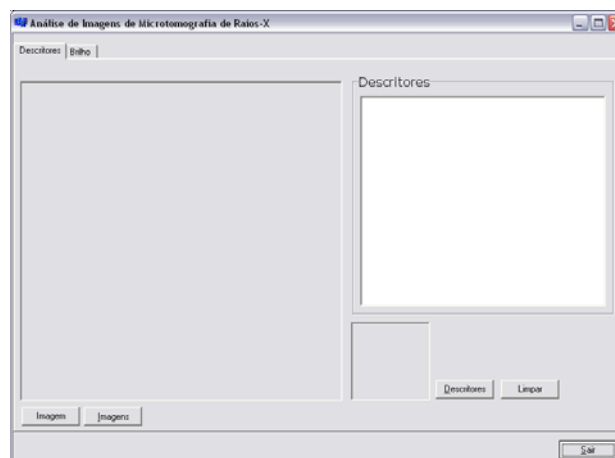 Análise de Imagens de Microtomografia de Raios-X
Descritores Brilho
Descritores
Descritores Limpar
Imagem Imagens
Sair